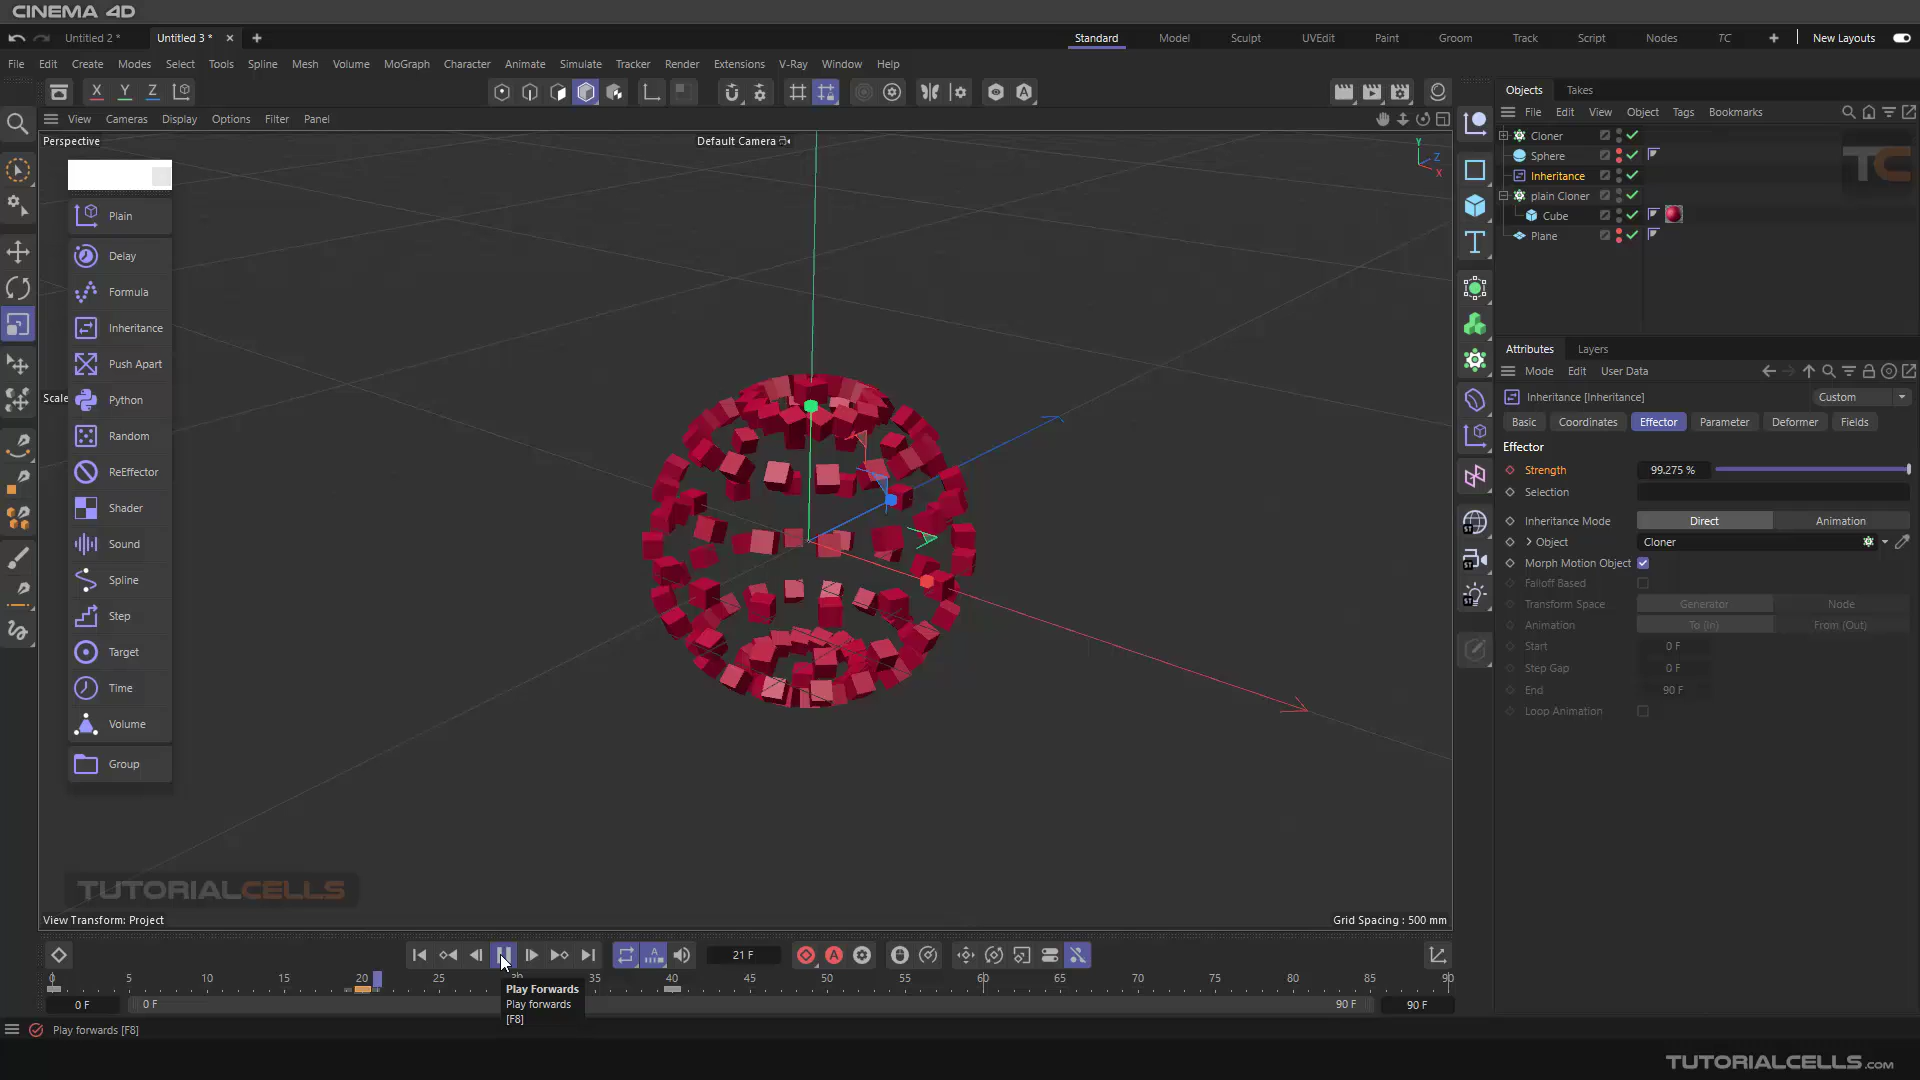 CINEMA 4D
Untitled 2 *
Untitled 3 *
Standard
Model
Sculpt
UVEdit
Paint
Groom
Track
Script
Nodes
TC
New Layouts
File Edit Create Modes Select Tools Spline Mesh Volume MoGraph Character Animate Simulate Tracker Render Extensions V-Ray Window Help
X Y Z
View Cameras Display Options Filter Panel
Perspective
Default Camera
Y
Z
X
Plain
Delay
Formula
Inheritance
Push Apart
Scale
Python
Random
ReEffector
Shader
Sound
Spline
Step
Target
Time
Volume
Group
TUTORIALCELLS
View Transform: Project
Grid Spacing : 500 mm
Objects Takes
File Edit View Object Tags Bookmarks
Cloner
Sphere
Inheritance
plain Cloner
Cube
Plane
TC
Attributes Layers
Mode Edit User Data
Inheritance [Inheritance]
Custom
Basic Coordinates Effector Parameter Deformer Fields
Effector
Strength 99.275 %
Selection
Inheritance Mode Direct Animation
Object Cloner
Morph Motion Object
Falloff Based
Transform Space Generator Node
Animation To (In) From (Out)
Start 0 F
Step Gap 0 F
End 90 F
Loop Animation
ST
ST
ST
A
A
A
21 F
0 5 10 15 20 25 30 35 40 45 50 55 60 65 70 75 80 85 90
0 F
0 F
90 F
90 F
Play Forwards
Play forwards
[F8]
Play forwards [F8]
TUTORIALCELLS.com